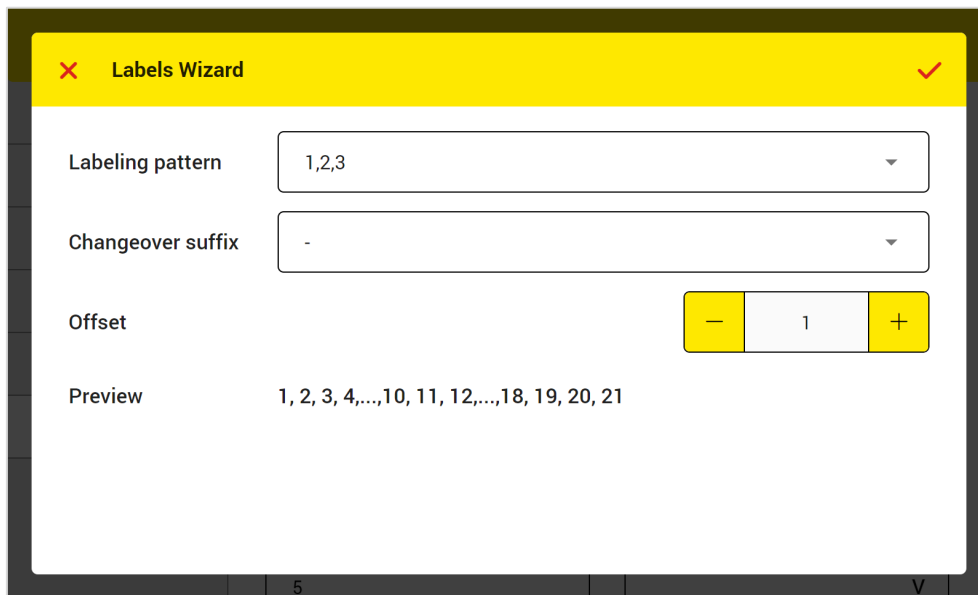 Labels Wizard
Labeling pattern 1,2,3
Changeover suffix -
Offset − 1 +
Preview 1, 2, 3, 4,...,10, 11, 12,...,18, 19, 20, 21
5 V